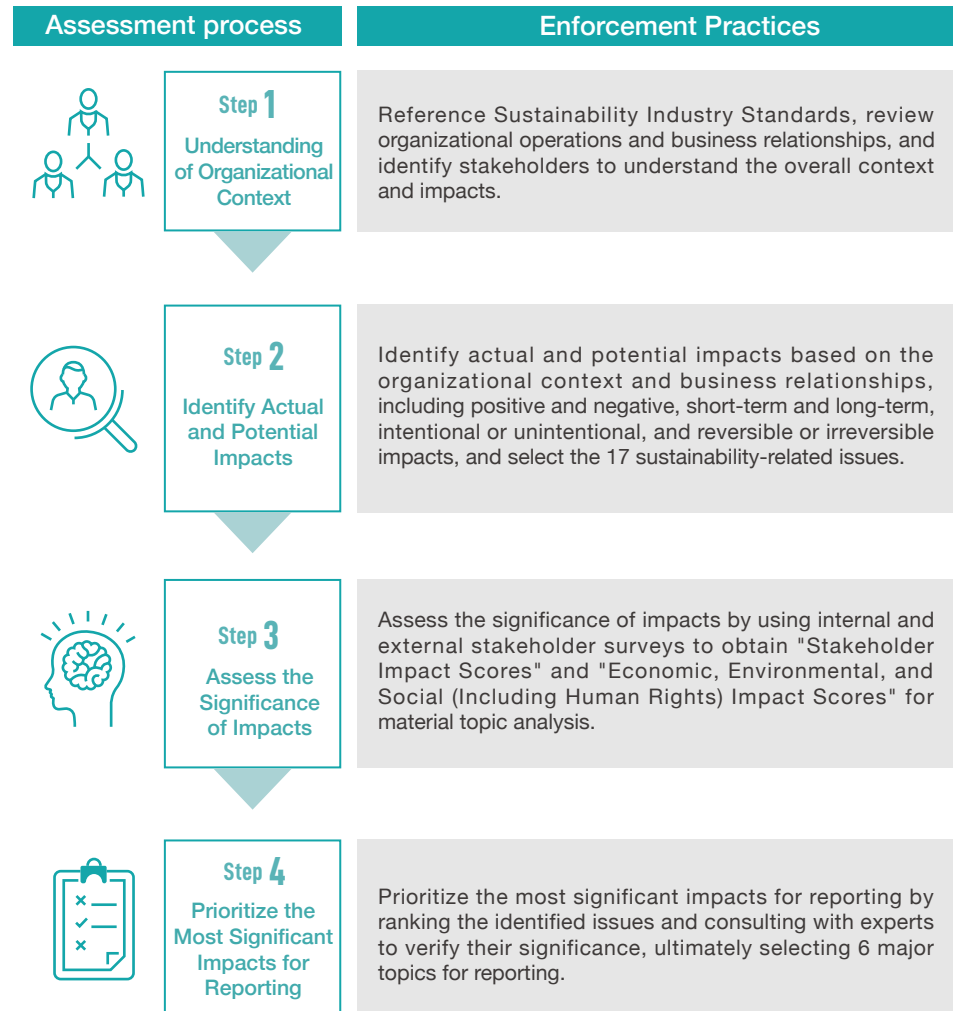 Assessment process
Enforcement Practices
Step 1
Understanding
of Organizational
Context
Reference Sustainability Industry Standards, review
organizational operations and business relationships, and
identify stakeholders to understand the overall context
and impacts.
Step 2
Identify Actual
and Potential
Impacts
Identify actual and potential impacts based on the
organizational context and business relationships,
including positive and negative, short-term and long-term,
intentional or unintentional, and reversible or irreversible
impacts, and select the 17 sustainability-related issues.
Step 3
Assess the
Significance
of Impacts
Assess the significance of impacts by using internal and
external stakeholder surveys to obtain "Stakeholder
Impact Scores" and "Economic, Environmental, and
Social (Including Human Rights) Impact Scores" for
material topic analysis.
Step 4
Prioritize the
Most Significant
Impacts for
Reporting
Prioritize the most significant impacts for reporting by
ranking the identified issues and consulting with experts
to verify their significance, ultimately selecting 6 major
topics for reporting.